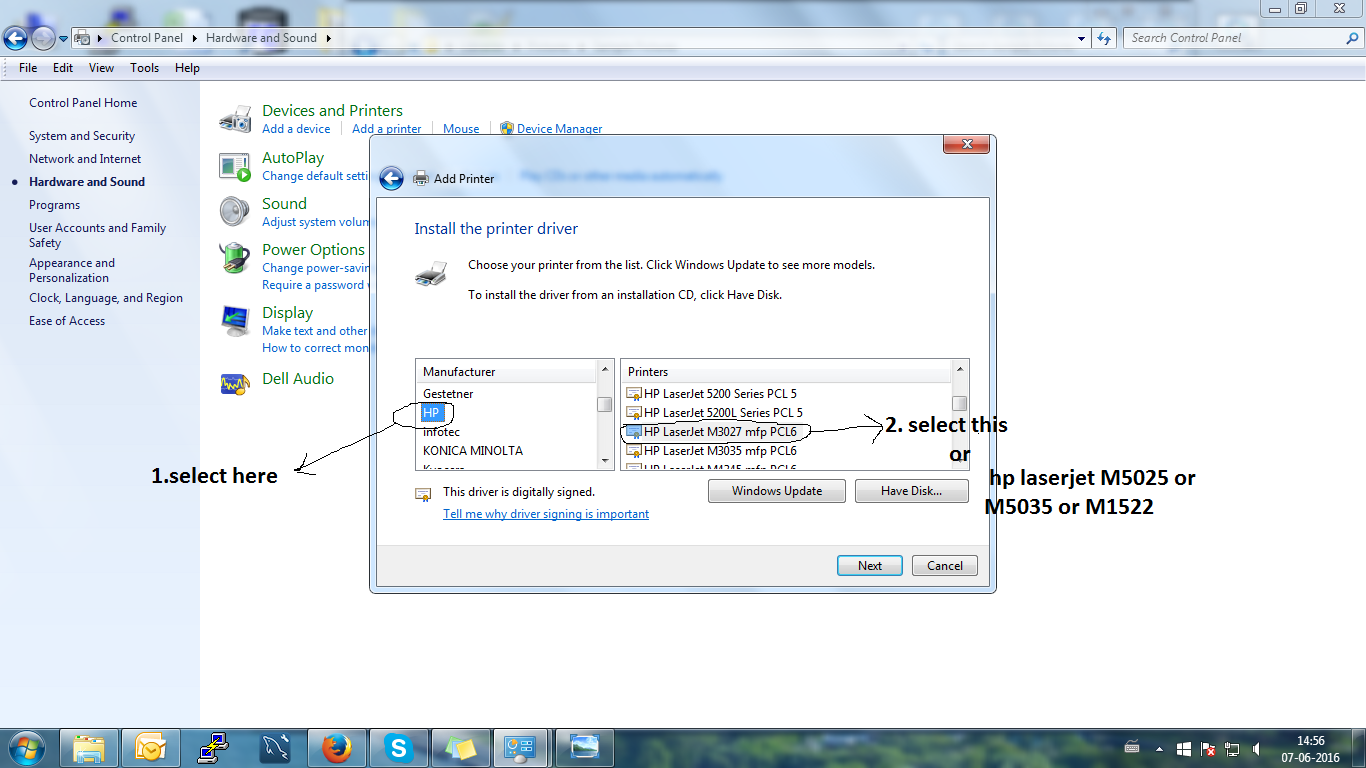 Control Panel Hardware and Sound
Search Control Panel
File Edit View Tools Help
Control Panel Home
System and Security
Network and Internet
Hardware and Sound
Programs
User Accounts and Family
Safety
Appearance and
Personalization
Clock, Language, and Region
Ease of Access
Devices and Printers
Add a device Add a printer Mouse Device Manager
AutoPlay
Change default setti
Sound
Adjust system volum
Power Options
Change power-savin
Require a password
Display
Make text and other
How to correct mon
Dell Audio
Add Printer
Install the printer driver
Choose your printer from the list. Click Windows Update to see more models.
To install the driver from an installation CD, click Have Disk.
Manufacturer
Gestetner
HP
infotec
KONICA MINOLTA
Kyocera
Printers
HP LaserJet 5200 Series PCL 5
HP LaserJet 5200L Series PCL 5
HP LaserJet M3027 mfp PCL6
HP LaserJet M3035 mfp PCL6
HP LaserJet M4345 mfp PCL6
1.select here
2. select this
or
hp laserjet M5025 or
M5035 or M1522
This driver is digitally signed.
Tell me why driver signing is important
Windows Update Have Disk...
Next Cancel
14:56
07-06-2016